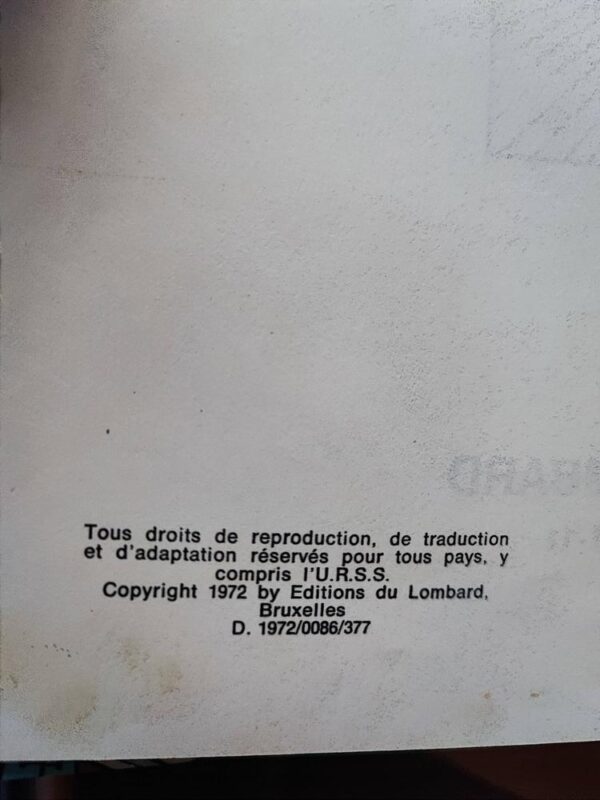 Tous droits de reproduction, de traduction
et d'adaptation réservés pour tous pays, y
compris l'U.R.S.S.
Copyright 1972 by Editions du Lombard,
Bruxelles
D. 1972/0086/377